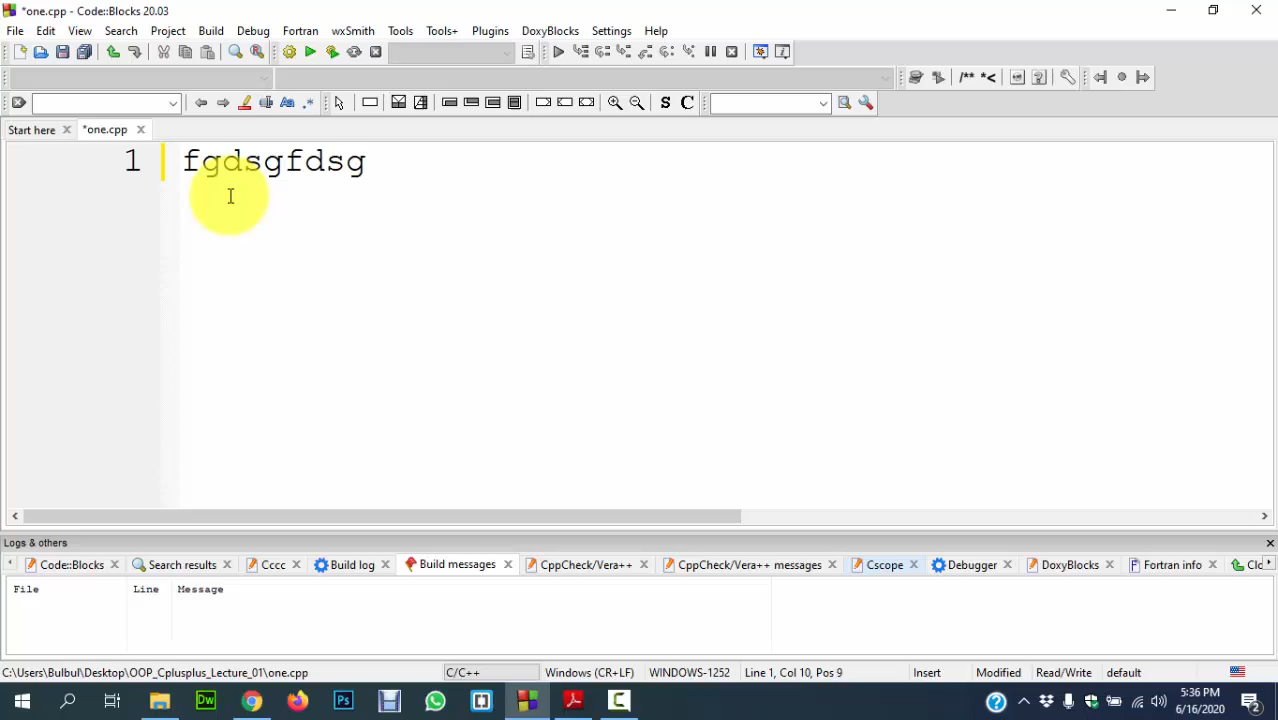 *one.cpp - Code::Blocks 20.03
File Edit View Search Project Build Debug Fortran wxSmith Tools Tools+ Plugins DoxyBlocks Settings Help
/** *<
S C
Start here *one.cpp
1 fgdsgfdsg
Logs & others
Code::Blocks Search results Cccc Build log Build messages CppCheck/Vera++ CppCheck/Vera++ messages Cscope Debugger DoxyBlocks Fortran info Clo
File Line Message
C:\Users\Bulbul\Desktop\OOP_Cplusplus_Lecture_01\one.cpp C/C++ Windows (CR+LF) WINDOWS-1252 Line 1, Col 10, Pos 9 Insert Modified Read/Write default
Dw Ps 5:36 PM
6/16/2020 2